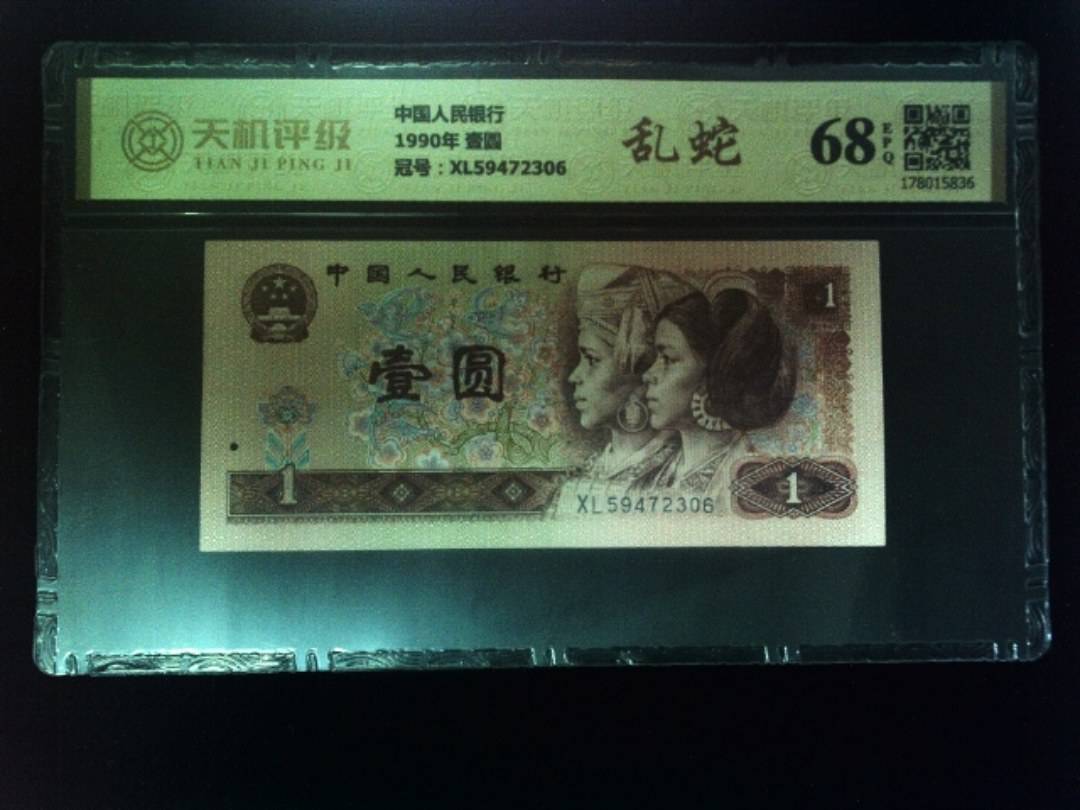 天机评级
TIAN JI PING JI
中国人民银行
1990年 壹圆
冠号：XL59472306
乱蛇
68
EPQ
178015836
中国人民银行
1
壹圆
1
XL59472306
1